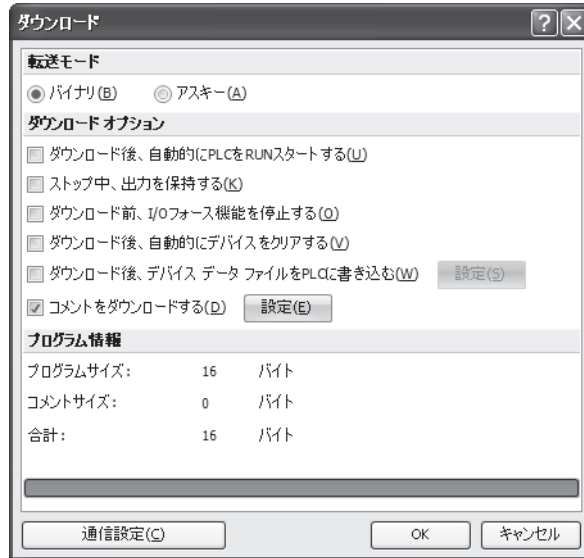 ダウンロード
転送モード
バイナリ(B) アスキー(A)
ダウンロード オプション
ダウンロード後、自動的にPLCをRUNスタートする(U)
ストップ中、出力を保持する(K)
ダウンロード前、I/Oフォース機能を停止する(O)
ダウンロード後、自動的にデバイスをクリアする(V)
ダウンロード後、デバイス データ ファイルをPLCに書き込む(W) 設定(S)
コメントをダウンロードする(D) 設定(E)
プログラム情報
プログラムサイズ: 16 バイト
コメントサイズ: 0 バイト
合計: 16 バイト
通信設定(C) OK キャンセル